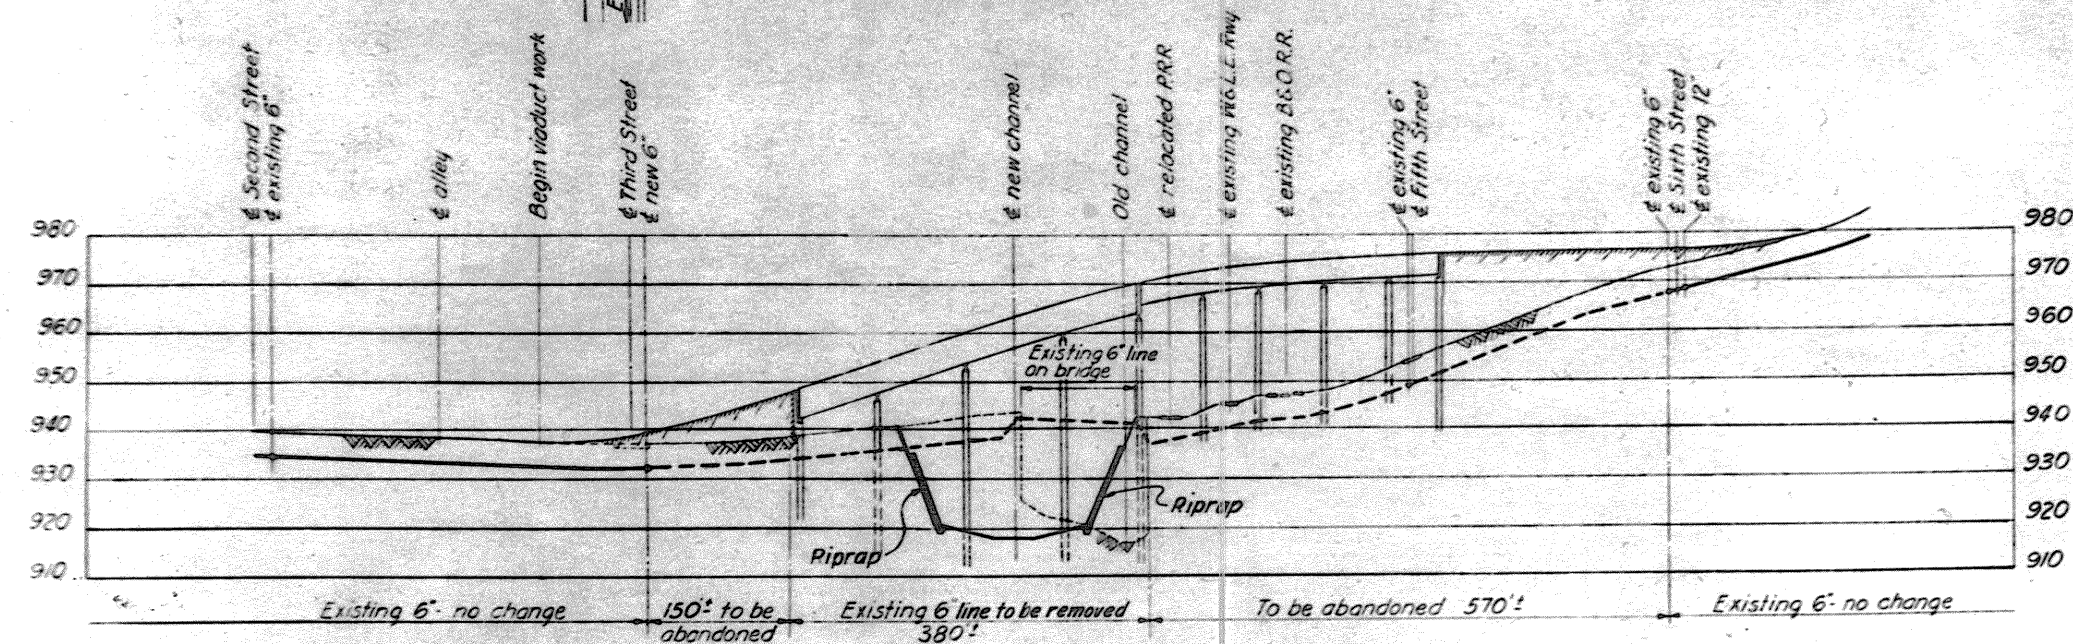 ℄ Second Street
℄ existing 6"
℄ alley
Begin viaduct work
℄ Third Street
℄ new 6"
℄ new channel
Old channel
℄ relocated PRR
℄ existing W.&L.E. Rwy
℄ existing B.&O.R.R.
℄ existing 6"
℄ Fifth Street
℄ existing 6"
℄ Sixth Street
℄ existing 12"
980
970
960
950
940
930
920
910
980
970
960
950
940
930
920
910
Existing 6" line
on bridge
Riprap
Riprap
Existing 6"- no change
150'± to be
abandoned
Existing 6" line to be removed
380'±
To be abandoned 570'±
Existing 6"- no change